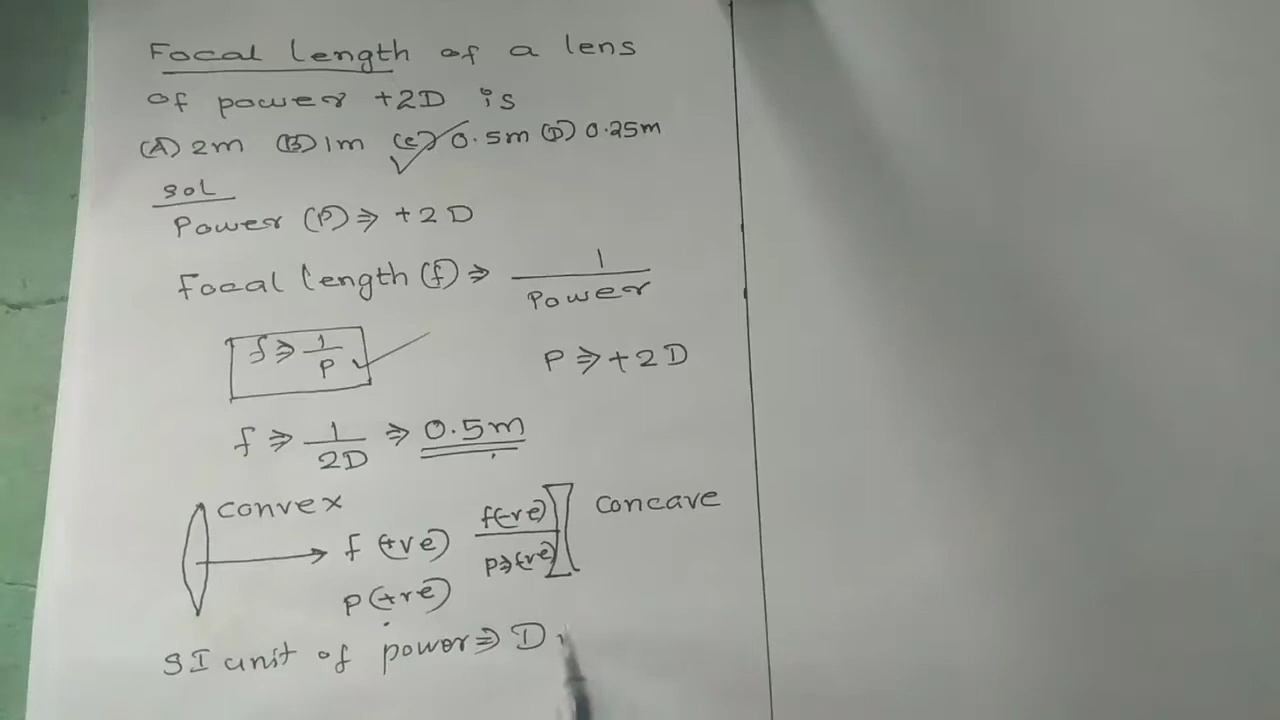 Focal length of a lens
of power +2D is
(A) 2m (B) 1m (c) 0.5m (D) 0.25m
sol
Power (P) ⇒ +2D
Focal length (f) ⇒ 1/Power
f ⇒ 1/P
P ⇒ +2D
f ⇒ 1/2D ⇒ 0.5m
convex
f (+ve)
P (+ve)
f(-ve)
P⇒(-ve)
concave
SI unit of power ⇒ D